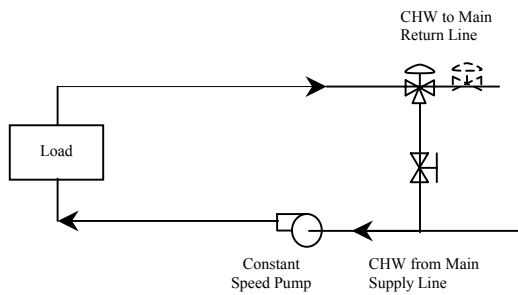 CHW to Main
Return Line
Load
Constant
Speed Pump
CHW from Main
Supply Line